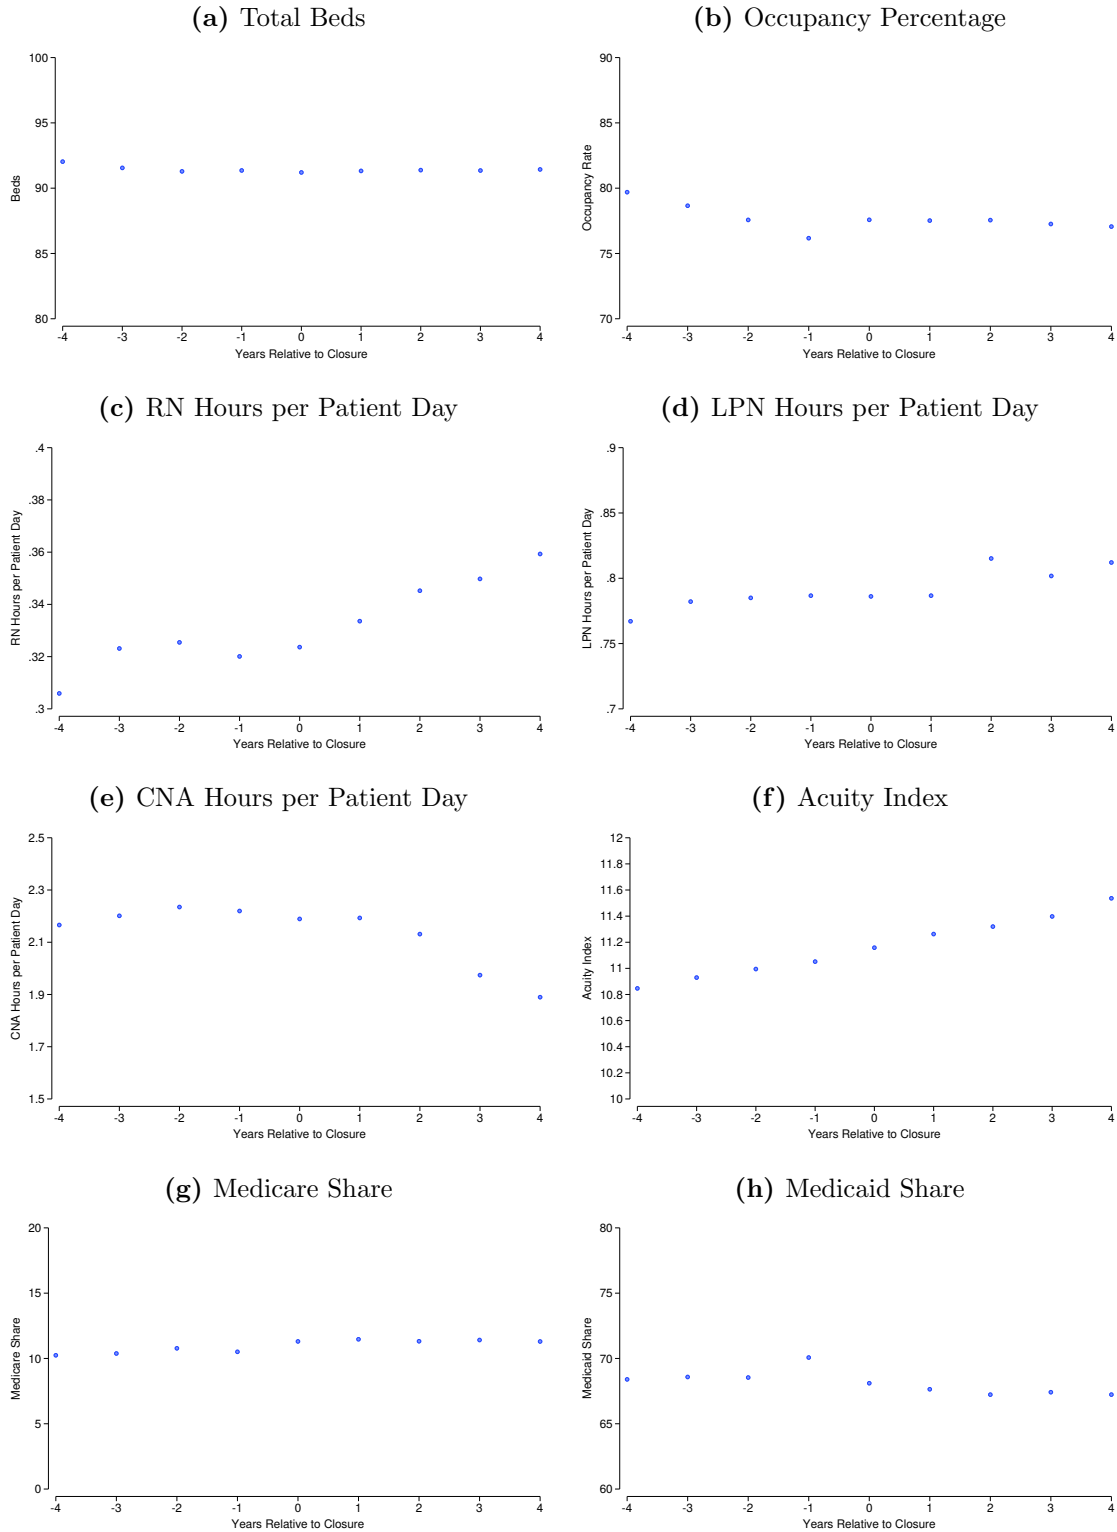 (a) Total Beds
100
95
90
85
80
Beds
-4 -3 -2 -1 0 1 2 3 4
Years Relative to Closure
(b) Occupancy Percentage
90
85
80
75
70
Occupancy Rate
-4 -3 -2 -1 0 1 2 3 4
Years Relative to Closure
(c) RN Hours per Patient Day
.4
.38
.36
.34
.32
.3
RN Hours per Patient Day
-4 -3 -2 -1 0 1 2 3 4
Years Relative to Closure
(d) LPN Hours per Patient Day
.9
.85
.8
.75
.7
LPN Hours per Patient Day
-4 -3 -2 -1 0 1 2 3 4
Years Relative to Closure
(e) CNA Hours per Patient Day
2.5
2.3
2.1
1.9
1.7
1.5
CNA Hours per Patient Day
-4 -3 -2 -1 0 1 2 3 4
Years Relative to Closure
(f) Acuity Index
12
11.8
11.6
11.4
11.2
11
10.8
10.6
10.4
10.2
10
Acuity Index
-4 -3 -2 -1 0 1 2 3 4
Years Relative to Closure
(g) Medicare Share
20
15
10
5
0
Medicare Share
-4 -3 -2 -1 0 1 2 3 4
Years Relative to Closure
(h) Medicaid Share
80
75
70
65
60
Medicaid Share
-4 -3 -2 -1 0 1 2 3 4
Years Relative to Closure